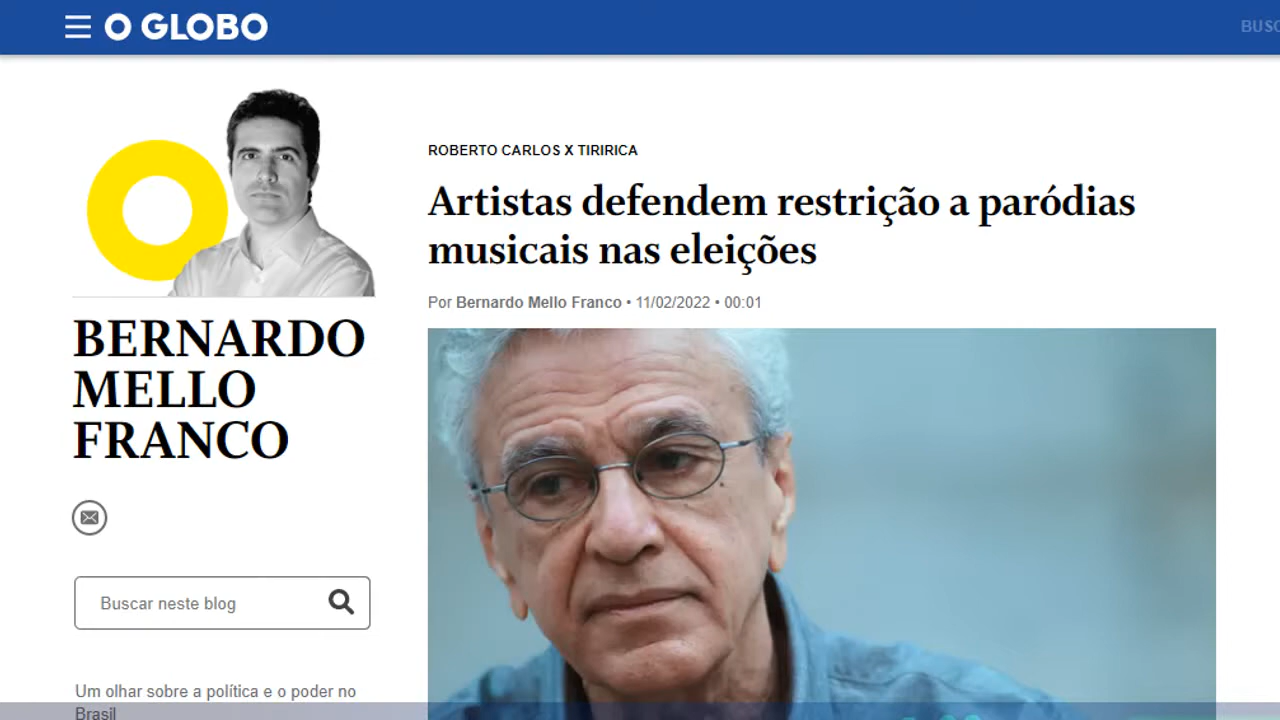 O GLOBO
BUSC
ROBERTO CARLOS X TIRIRICA
Artistas defendem restrição a paródias
musicais nas eleições
Por Bernardo Mello Franco • 11/02/2022 • 00:01
BERNARDO
MELLO
FRANCO
Buscar neste blog
Um olhar sobre a política e o poder no
Brasil